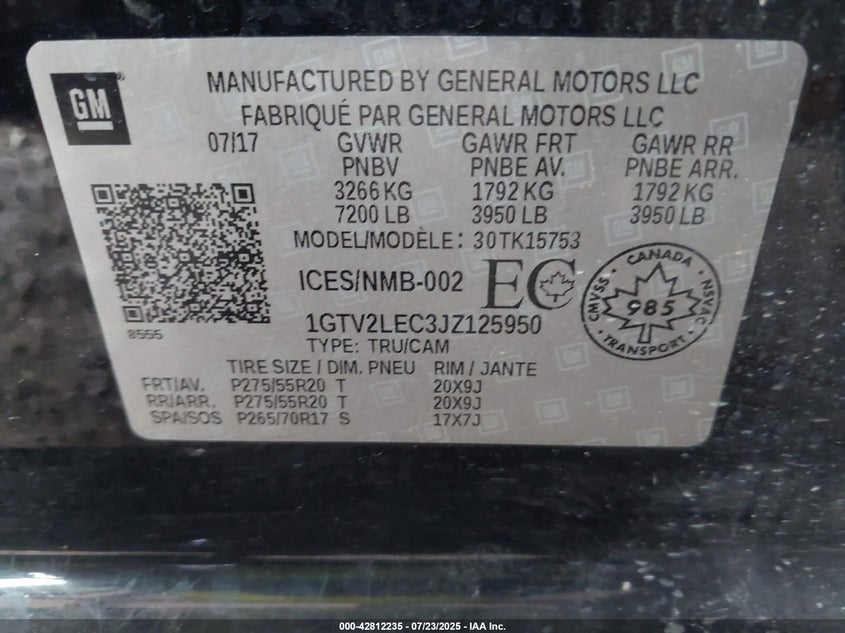 GM
MANUFACTURED BY GENERAL MOTORS LLC
FABRIQUÉ PAR GENERAL MOTORS LLC
07/17 GVWR GAWR FRT GAWR RR
PNBV PNBE AV. PNBE ARR.
3266 KG 1792 KG 1792 KG
7200 LB 3950 LB 3950 LB
MODEL/MODÈLE: 30TK15753
ICES/NMB-002 EC
CANADA
CMVSS 985 NSVAC
TRANSPORT
8555
1GTV2LEC3JZ125950
TYPE: TRU/CAM
TIRE SIZE / DIM. PNEU RIM / JANTE
FRT/AV. P275/55R20 T 20X9J
RR/ARR. P275/55R20 T 20X9J
SPA/SOS P265/70R17 S 17X7J
000-42812235 - 07/23/2025 - IAA Inc.